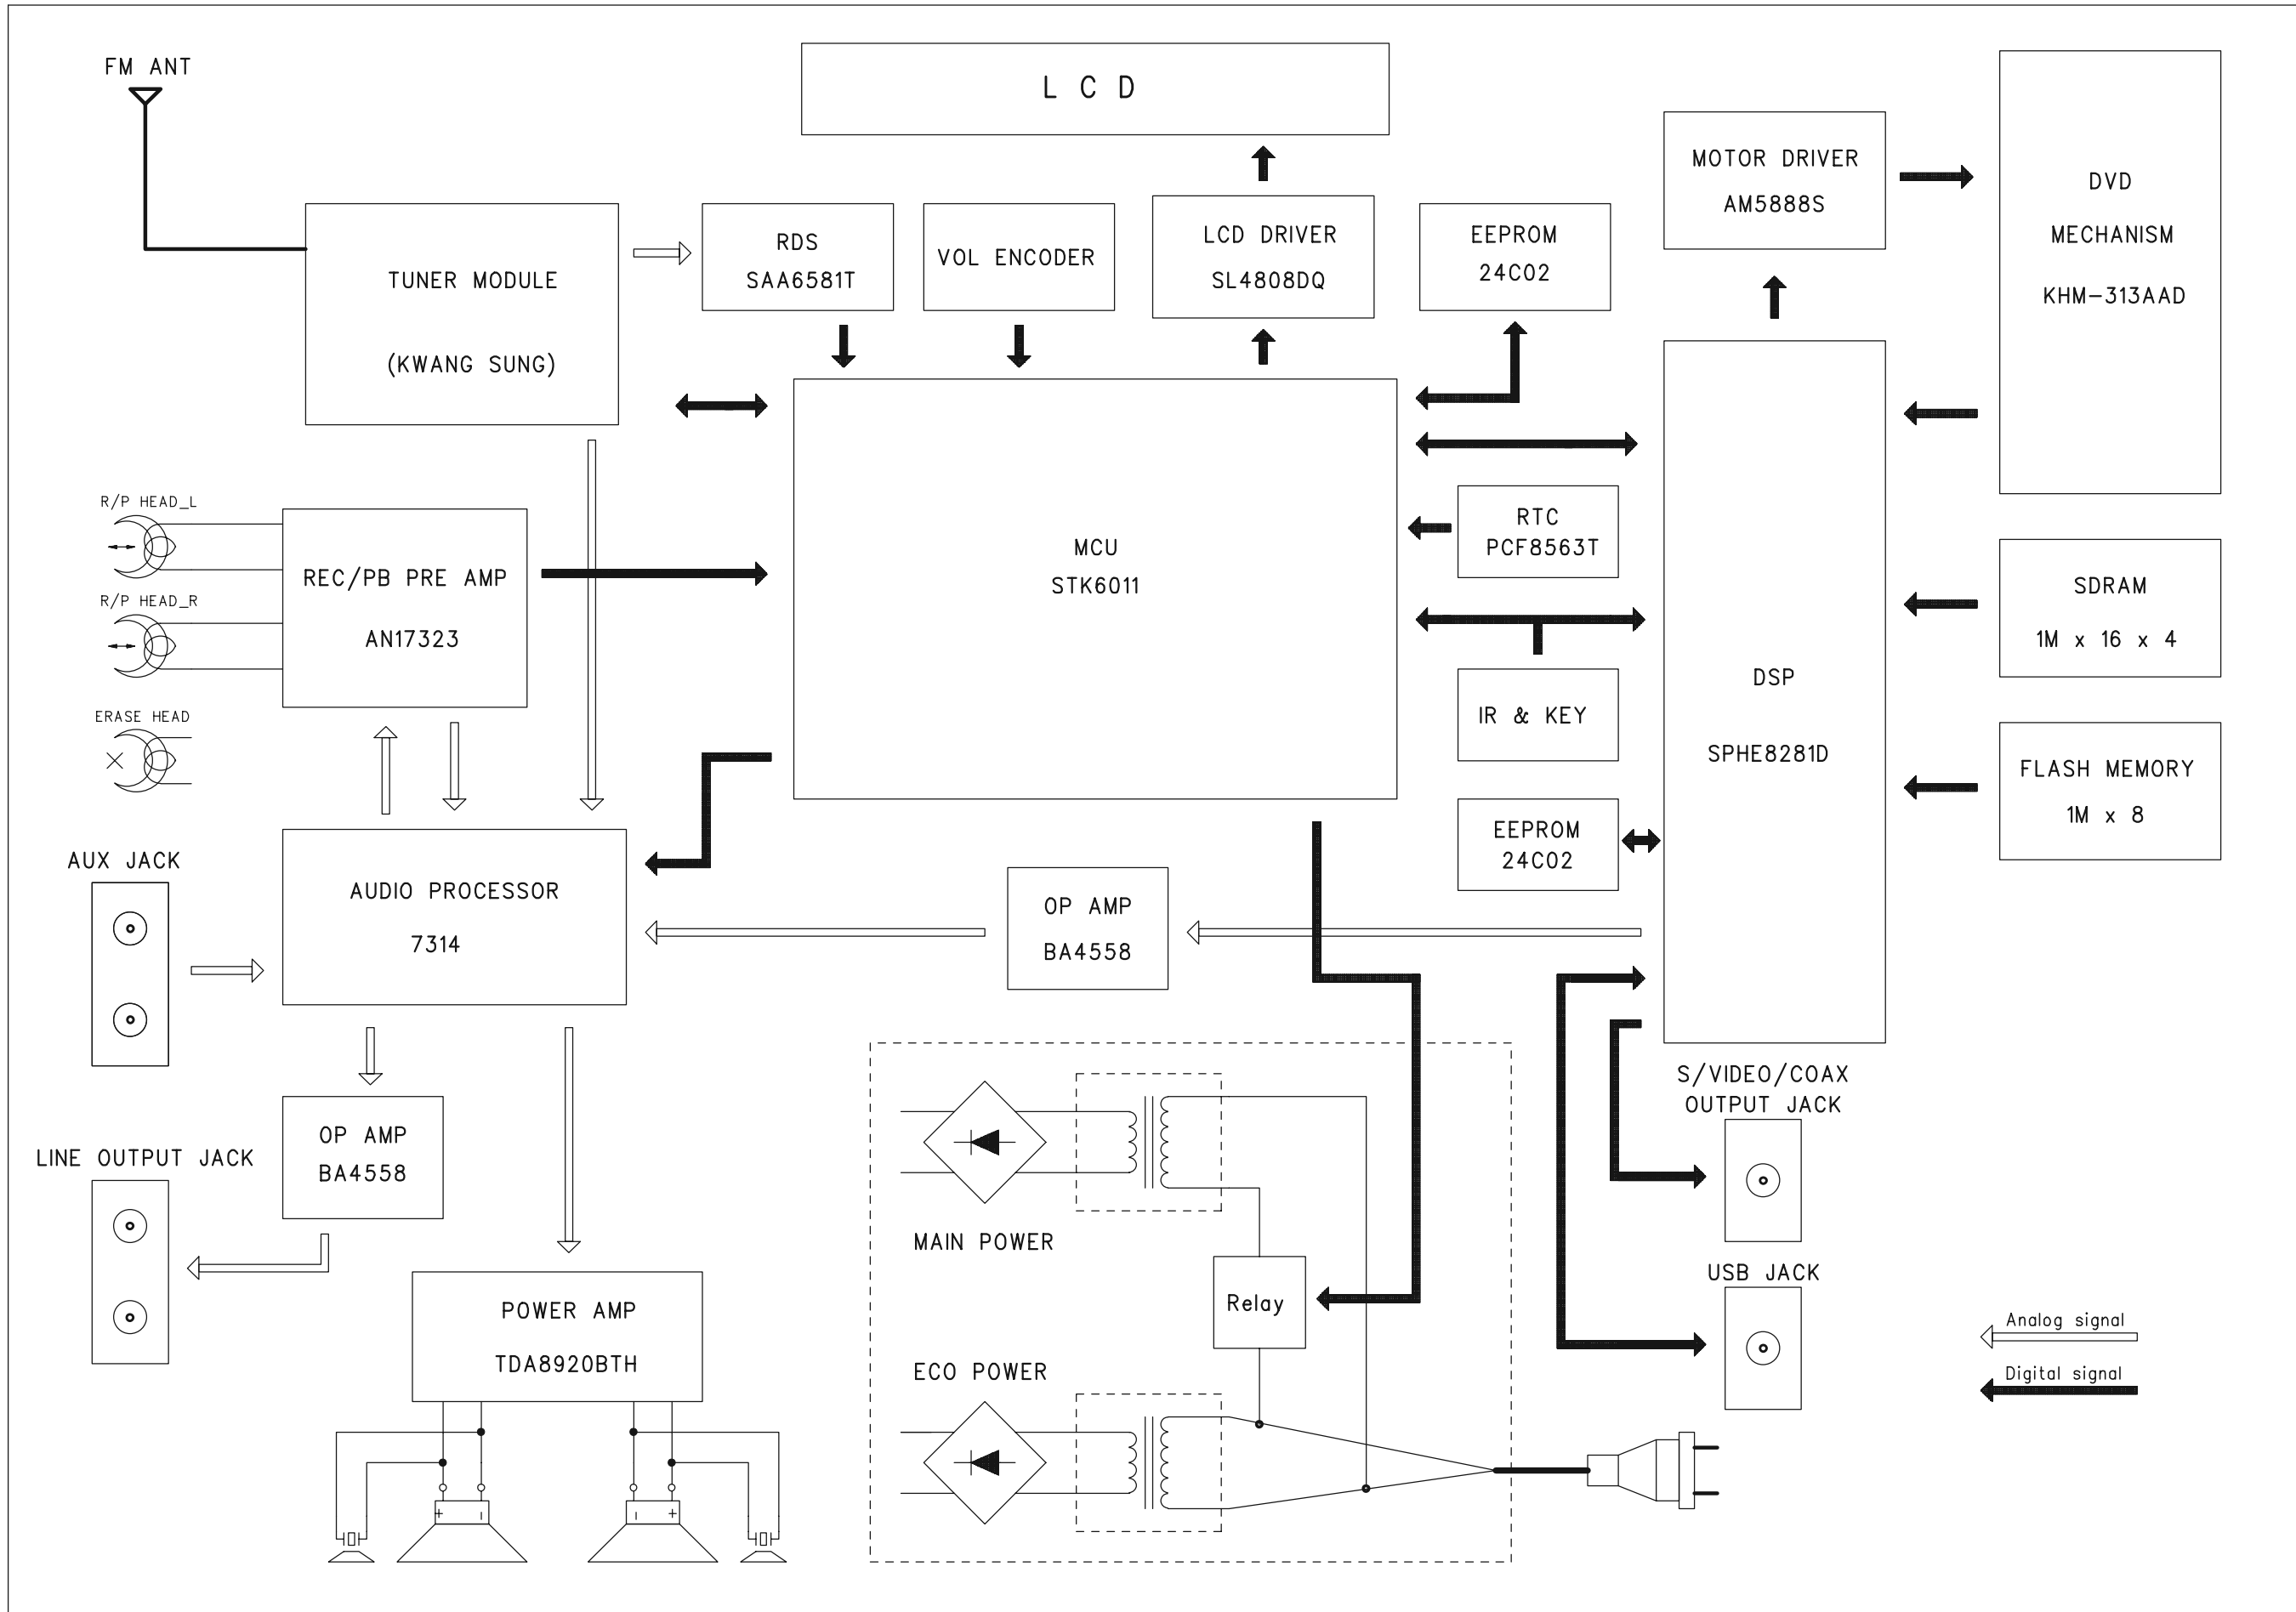 FM ANT
L C D
MOTOR DRIVER
AM5888S
DVD
MECHANISM
KHM-313AAD
TUNER MODULE
(KWANG SUNG)
RDS
SAA6581T
VOL ENCODER
LCD DRIVER
SL4808DQ
EEPROM
24C02
R/P HEAD_L
R/P HEAD_R
ERASE HEAD
REC/PB PRE AMP
AN17323
MCU
STK6011
RTC
PCF8563T
IR & KEY
EEPROM
24C02
DSP
SPHE8281D
SDRAM
1M x 16 x 4
FLASH MEMORY
1M x 8
AUX JACK
AUDIO PROCESSOR
7314
OP AMP
BA4558
S/VIDEO/COAX
OUTPUT JACK
LINE OUTPUT JACK
OP AMP
BA4558
MAIN POWER
Relay
USB JACK
POWER AMP
TDA8920BTH
ECO POWER
Analog signal
Digital signal
+ −
− +